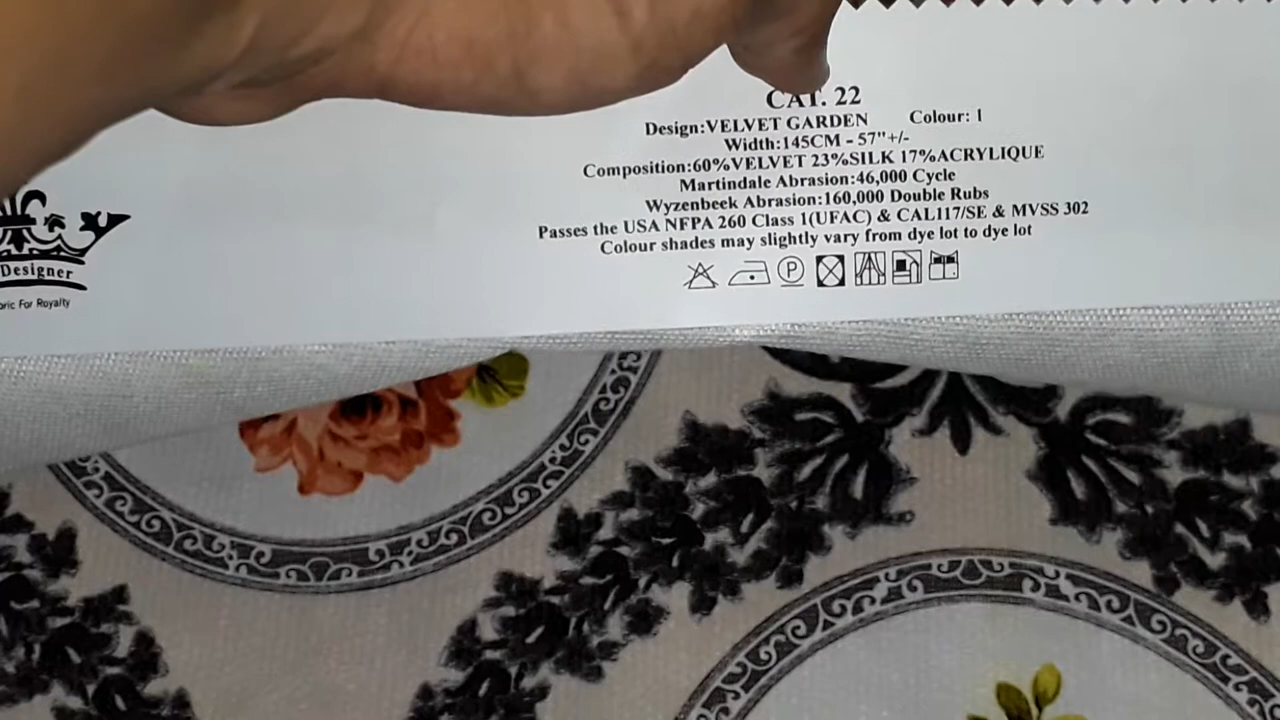 CAT. 22
Design:VELVET GARDEN Colour: 1
Width:145CM - 57"+/-
Composition:60%VELVET 23%SILK 17%ACRYLIQUE
Martindale Abrasion:46,000 Cycle
Wyzenbeek Abrasion:160,000 Double Rubs
Passes the USA NFPA 260 Class 1(UFAC) & CAL117/SE & MVSS 302
Colour shades may slightly vary from dye lot to dye lot
P
Designer
For Royalty